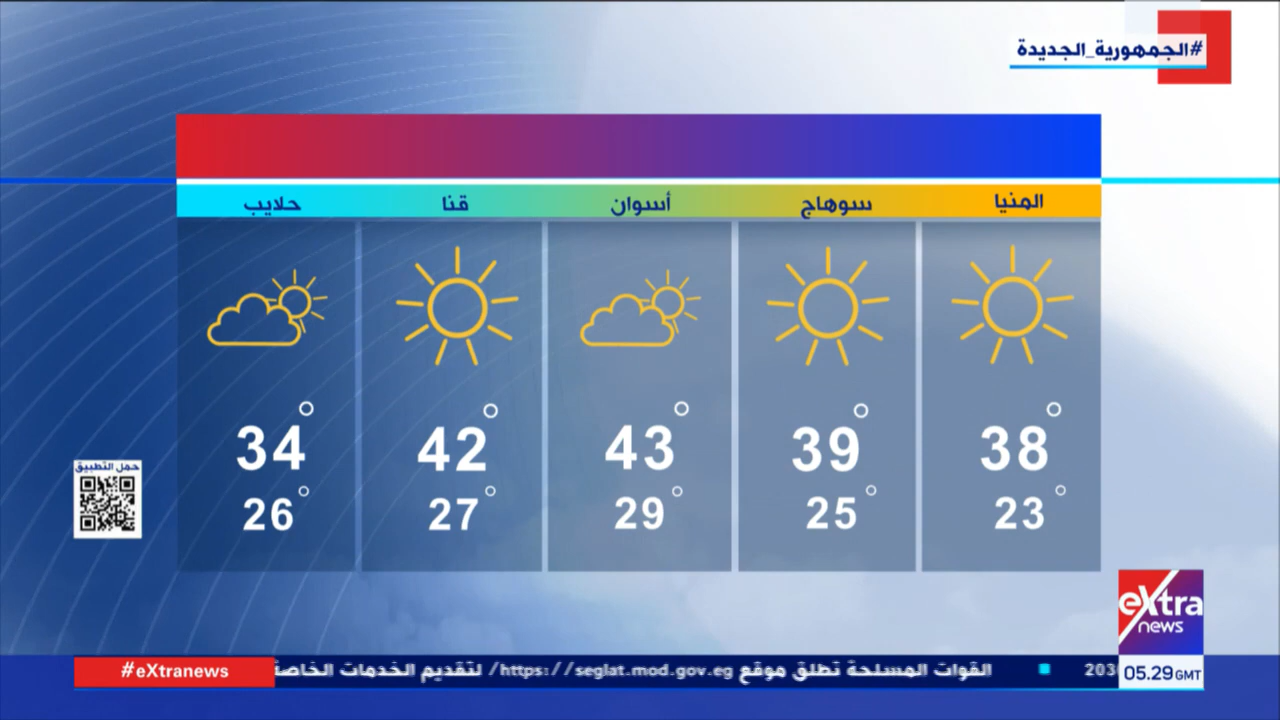 #الجمهورية_الجديدة
المنيا سوهاج أسوان قنا حلايب
38° 39° 43° 42° 34°
23° 25° 29° 27° 26°
حمل التطبيق
eXtra
news
#eXtranews
القوات المسلحة تطلق موقع https://seglat.mod.gov.eg/ لتقديم الخدمات الخاصة
05.29 GMT